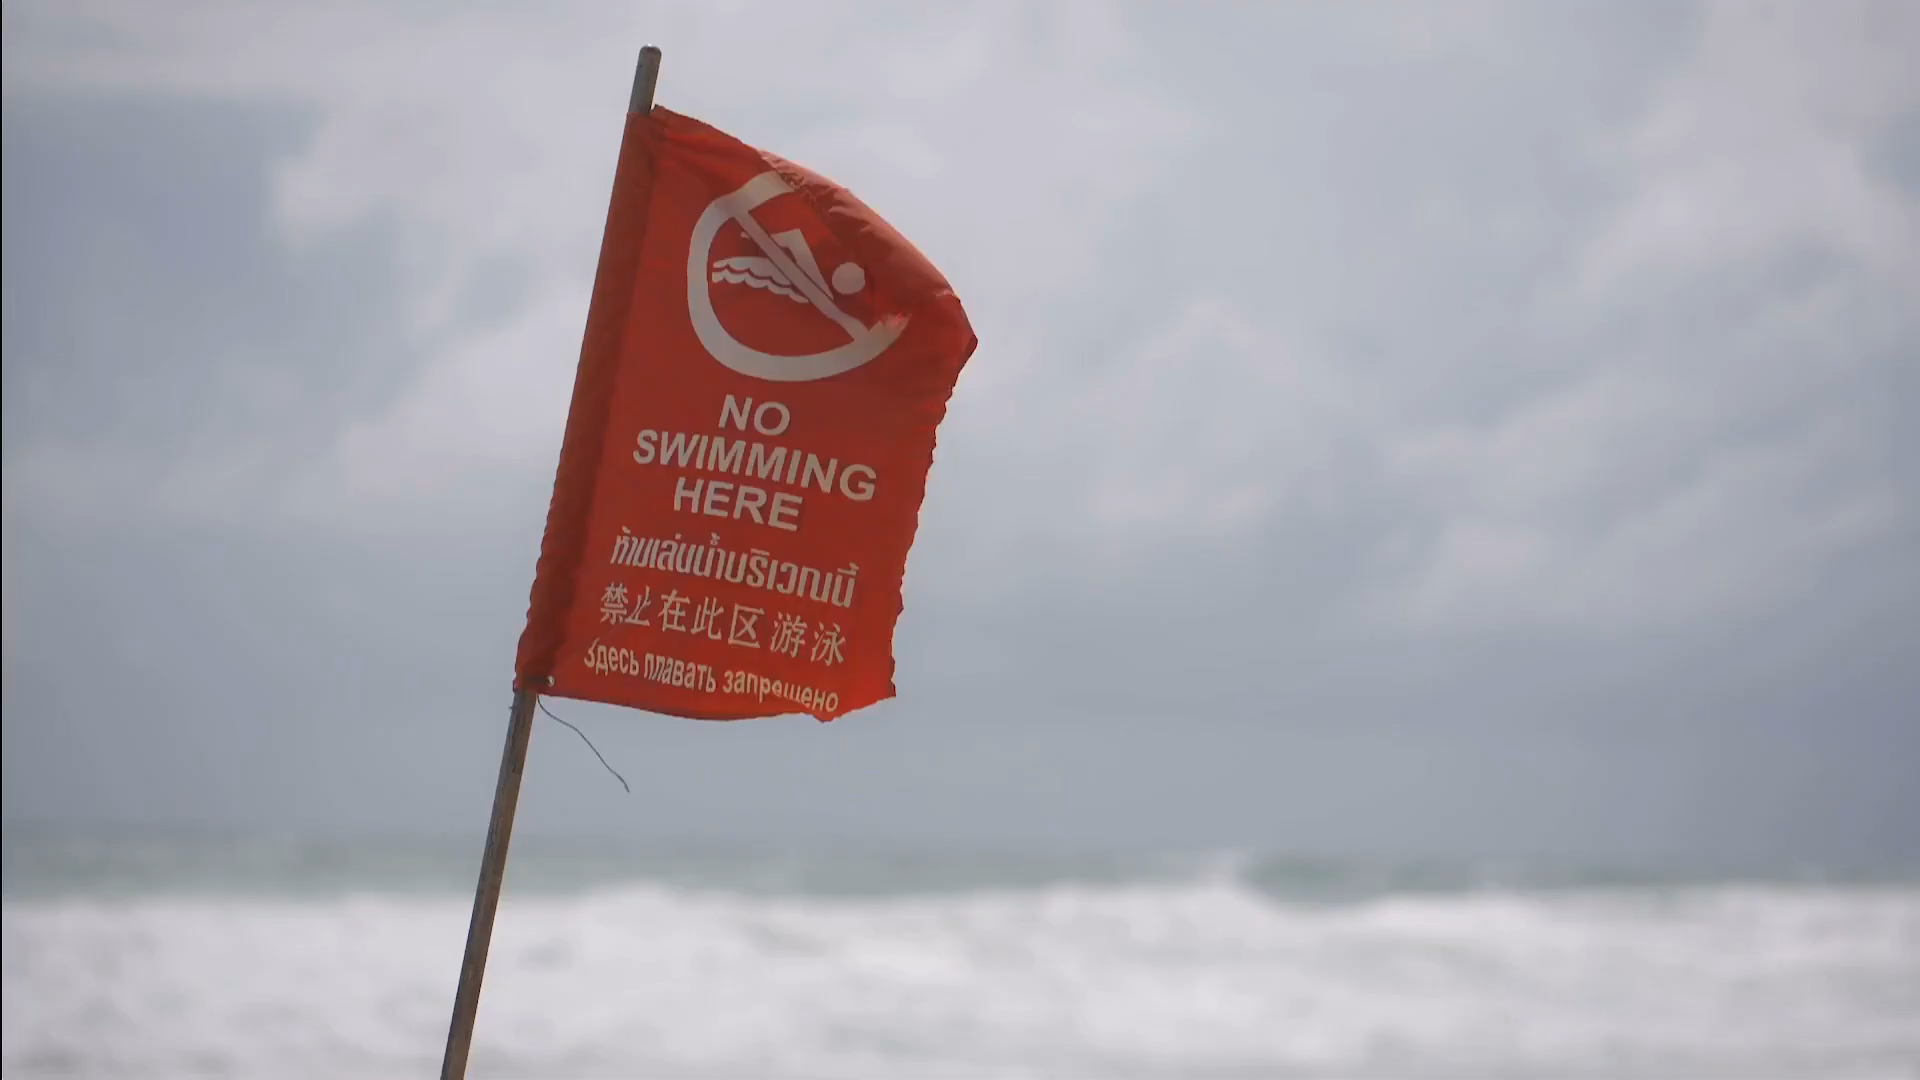 NO
SWIMMING
HERE
ห้ามเล่นน้ำบริเวณนี้
禁止在此区游泳
Здесь плавать запрещено